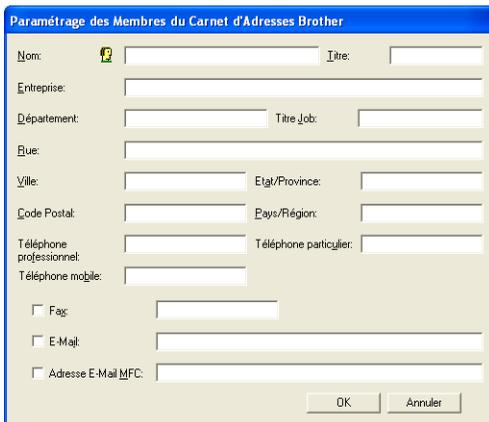 Paramétrage des Membres du Carnet d'Adresses Brother
Nom: Titre:
Entreprise:
Département: Titre Job:
Rue:
Ville: Etat/Province:
Code Postal: Pays/Région:
Téléphone professionnel: Téléphone particulier:
Téléphone mobile:
Fax:
E-Mail:
Adresse E-Mail MFC:
OK Annuler